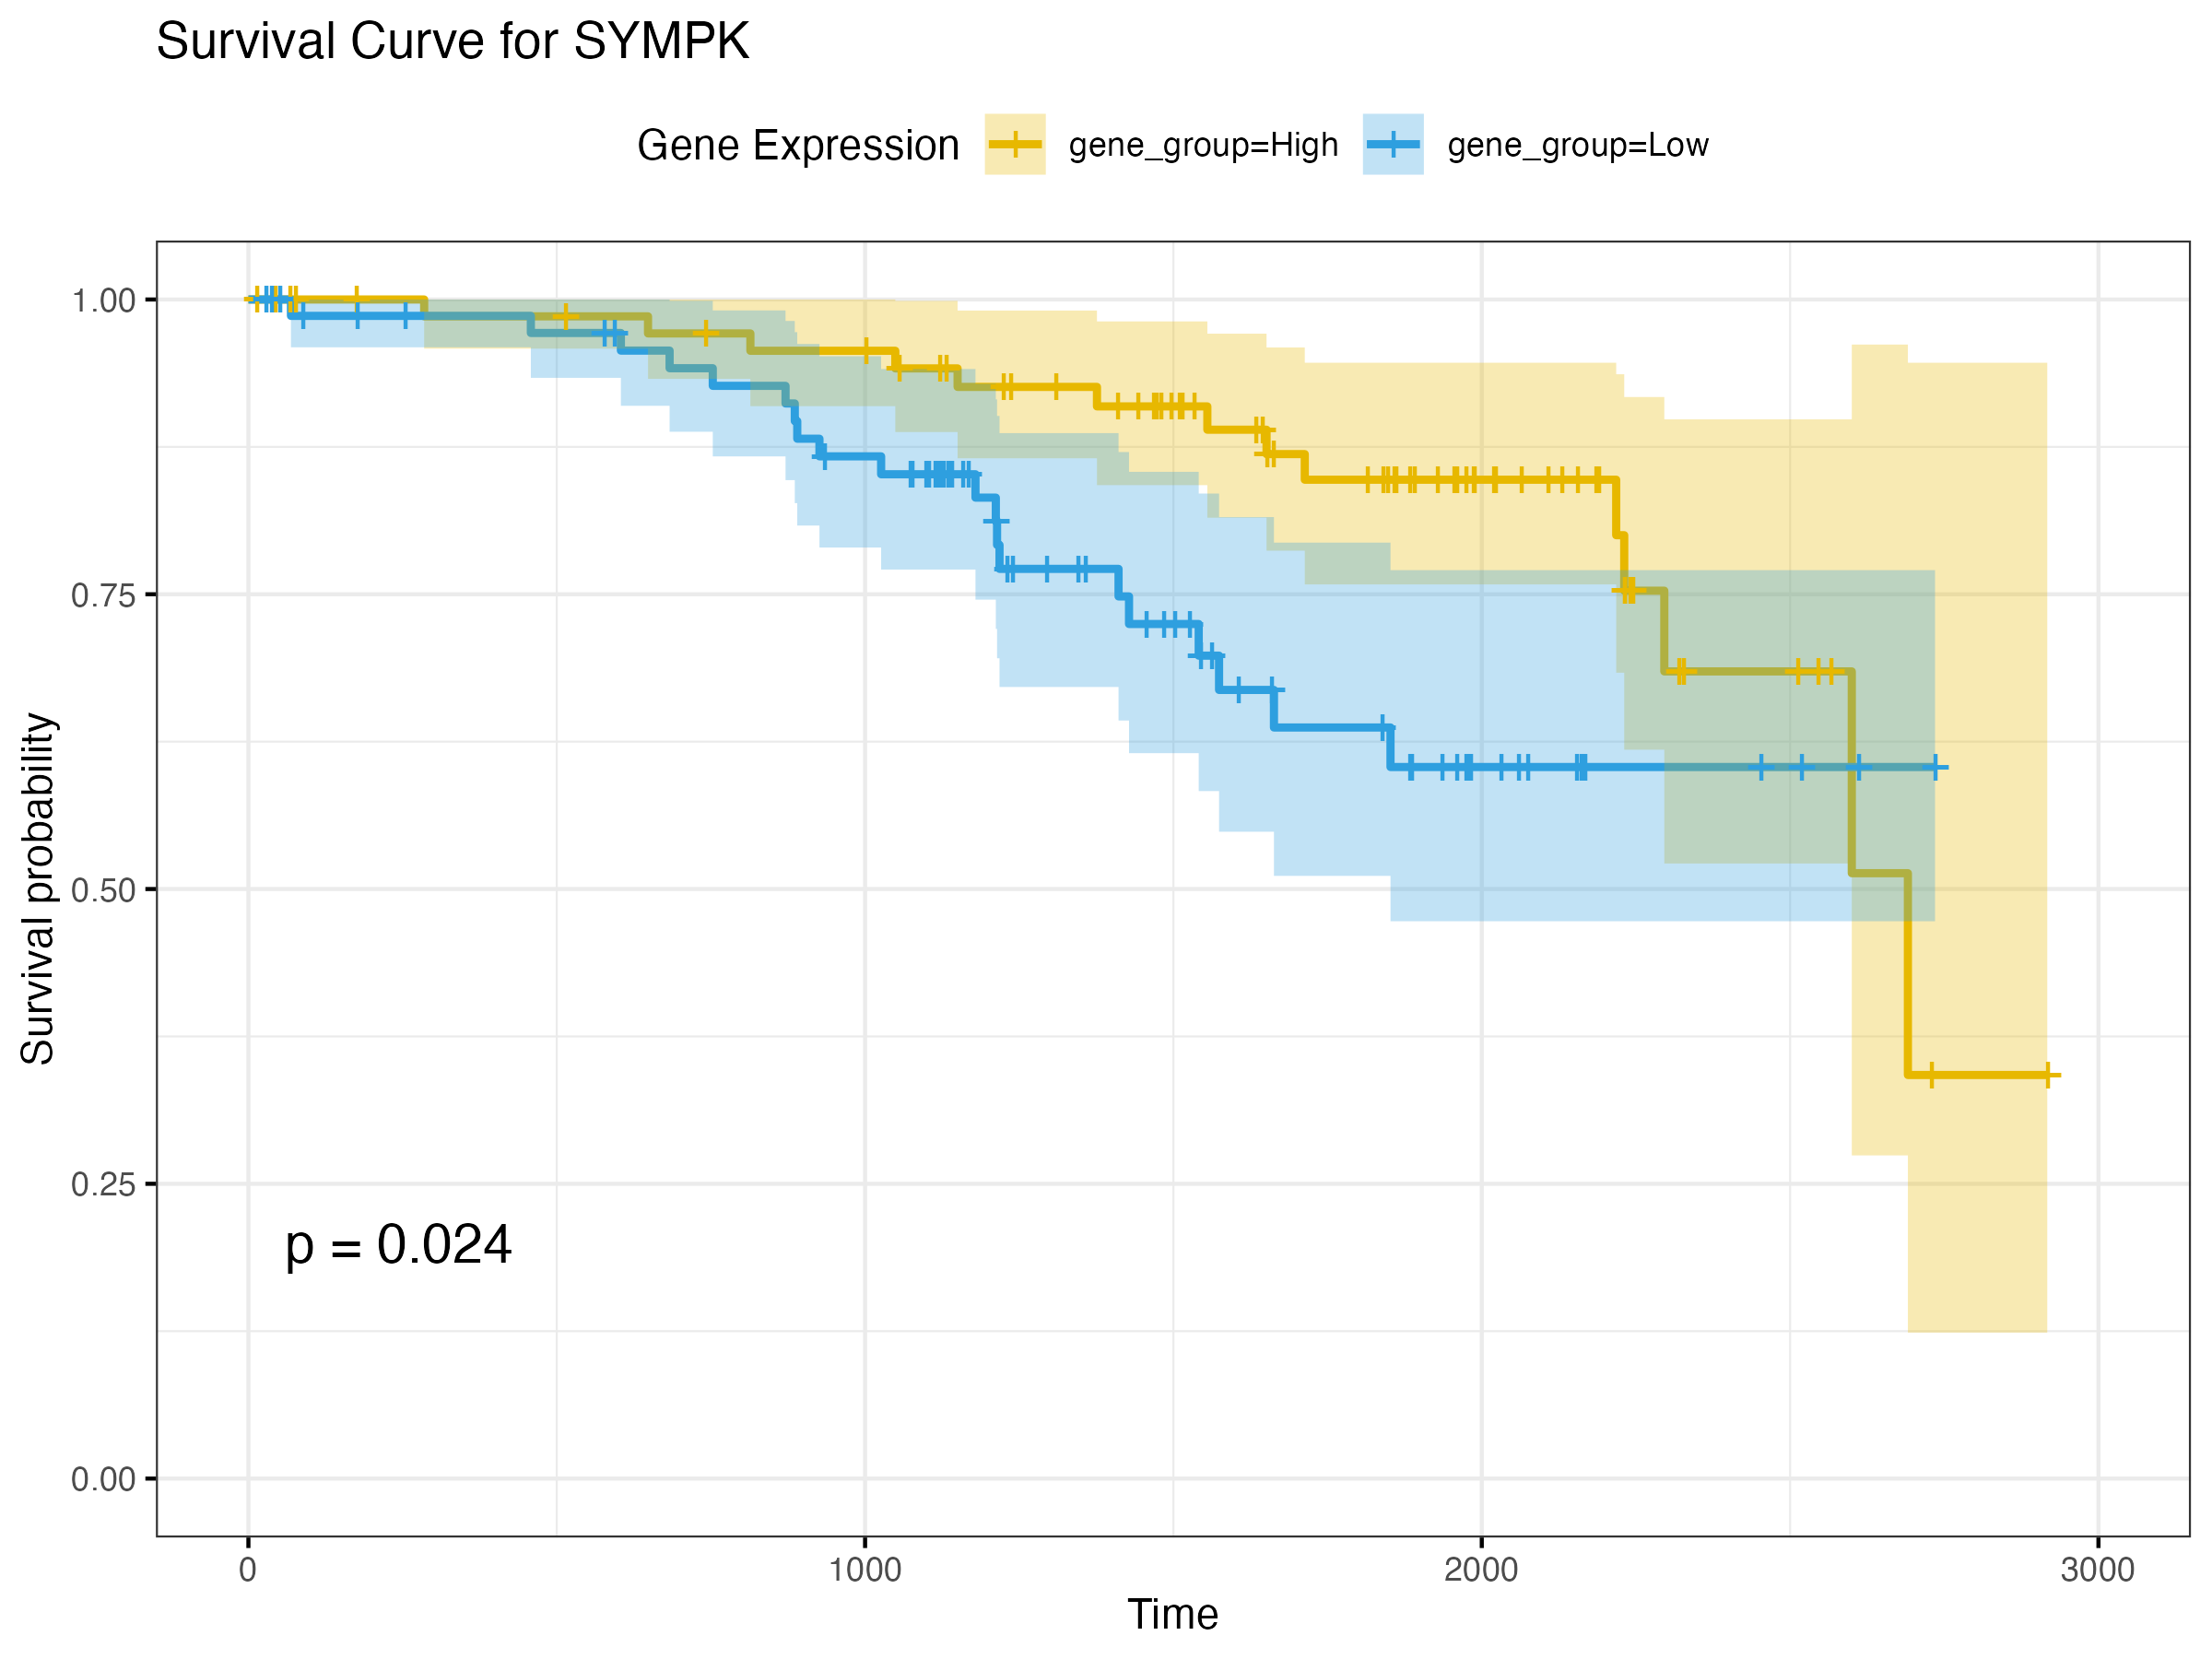 Survival Curve for SYMPK
Gene Expression gene_group=High gene_group=Low
Survival probability
1.00
0.75
0.50
0.25
0.00
p = 0.024
0 1000 2000 3000
Time